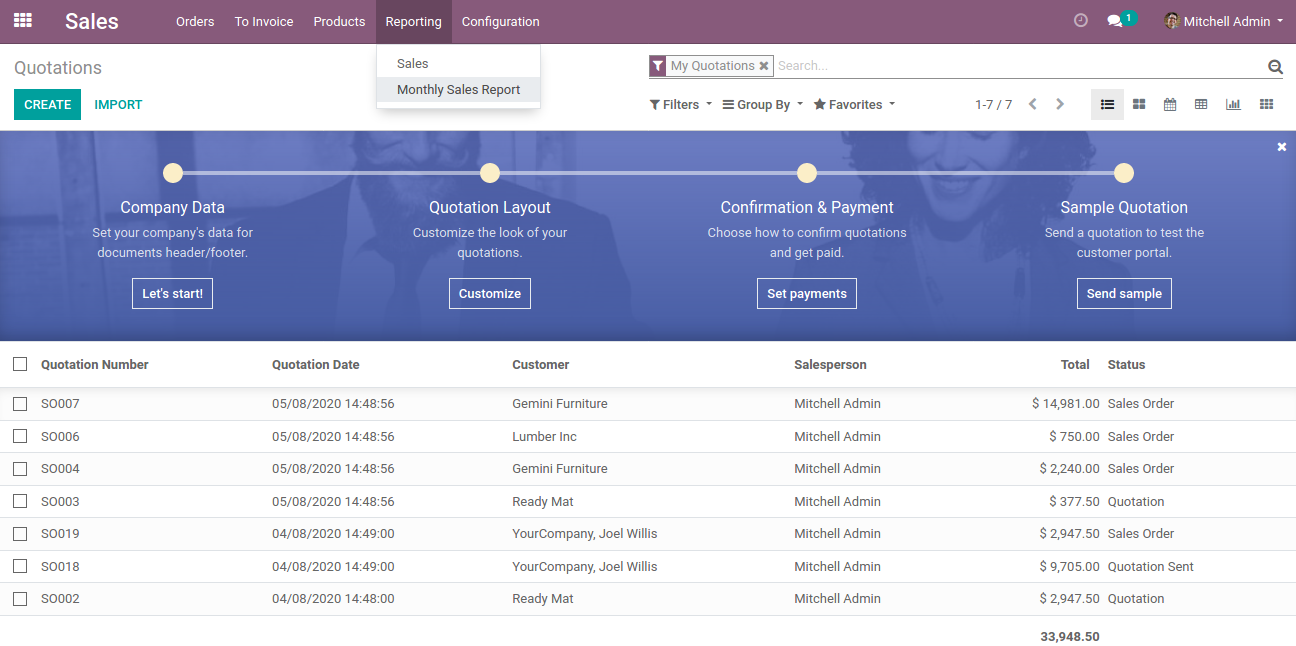 Sales Orders To Invoice Products Reporting Configuration 1 Mitchell Admin
Quotations
Sales
Monthly Sales Report
My Quotations Search...
CREATE IMPORT
Filters Group By Favorites 1-7 / 7
Company Data
Set your company's data for
documents header/footer.
Let's start!
Quotation Layout
Customize the look of your
quotations.
Customize
Confirmation & Payment
Choose how to confirm quotations
and get paid.
Set payments
Sample Quotation
Send a quotation to test the
customer portal.
Send sample
Quotation Number Quotation Date Customer Salesperson Total Status
SO007 05/08/2020 14:48:56 Gemini Furniture Mitchell Admin $ 14,981.00 Sales Order
SO006 05/08/2020 14:48:56 Lumber Inc Mitchell Admin $ 750.00 Sales Order
SO004 05/08/2020 14:48:56 Gemini Furniture Mitchell Admin $ 2,240.00 Sales Order
SO003 05/08/2020 14:48:56 Ready Mat Mitchell Admin $ 377.50 Quotation
SO019 04/08/2020 14:49:00 YourCompany, Joel Willis Mitchell Admin $ 2,947.50 Sales Order
SO018 04/08/2020 14:49:00 YourCompany, Joel Willis Mitchell Admin $ 9,705.00 Quotation Sent
SO002 04/08/2020 14:48:00 Ready Mat Mitchell Admin $ 2,947.50 Quotation
33,948.50